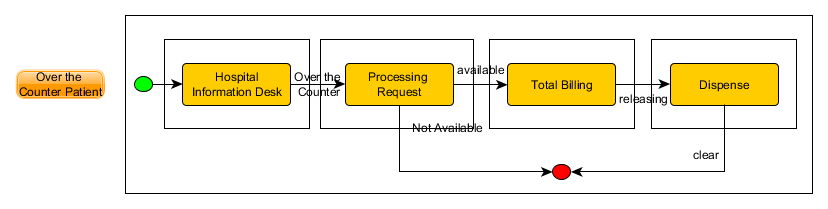 Over the
Counter Patient
Hospital
Information Desk
Over the
Counter
Processing
Request
available
Total Billing
releasing
Dispense
Not Available
clear